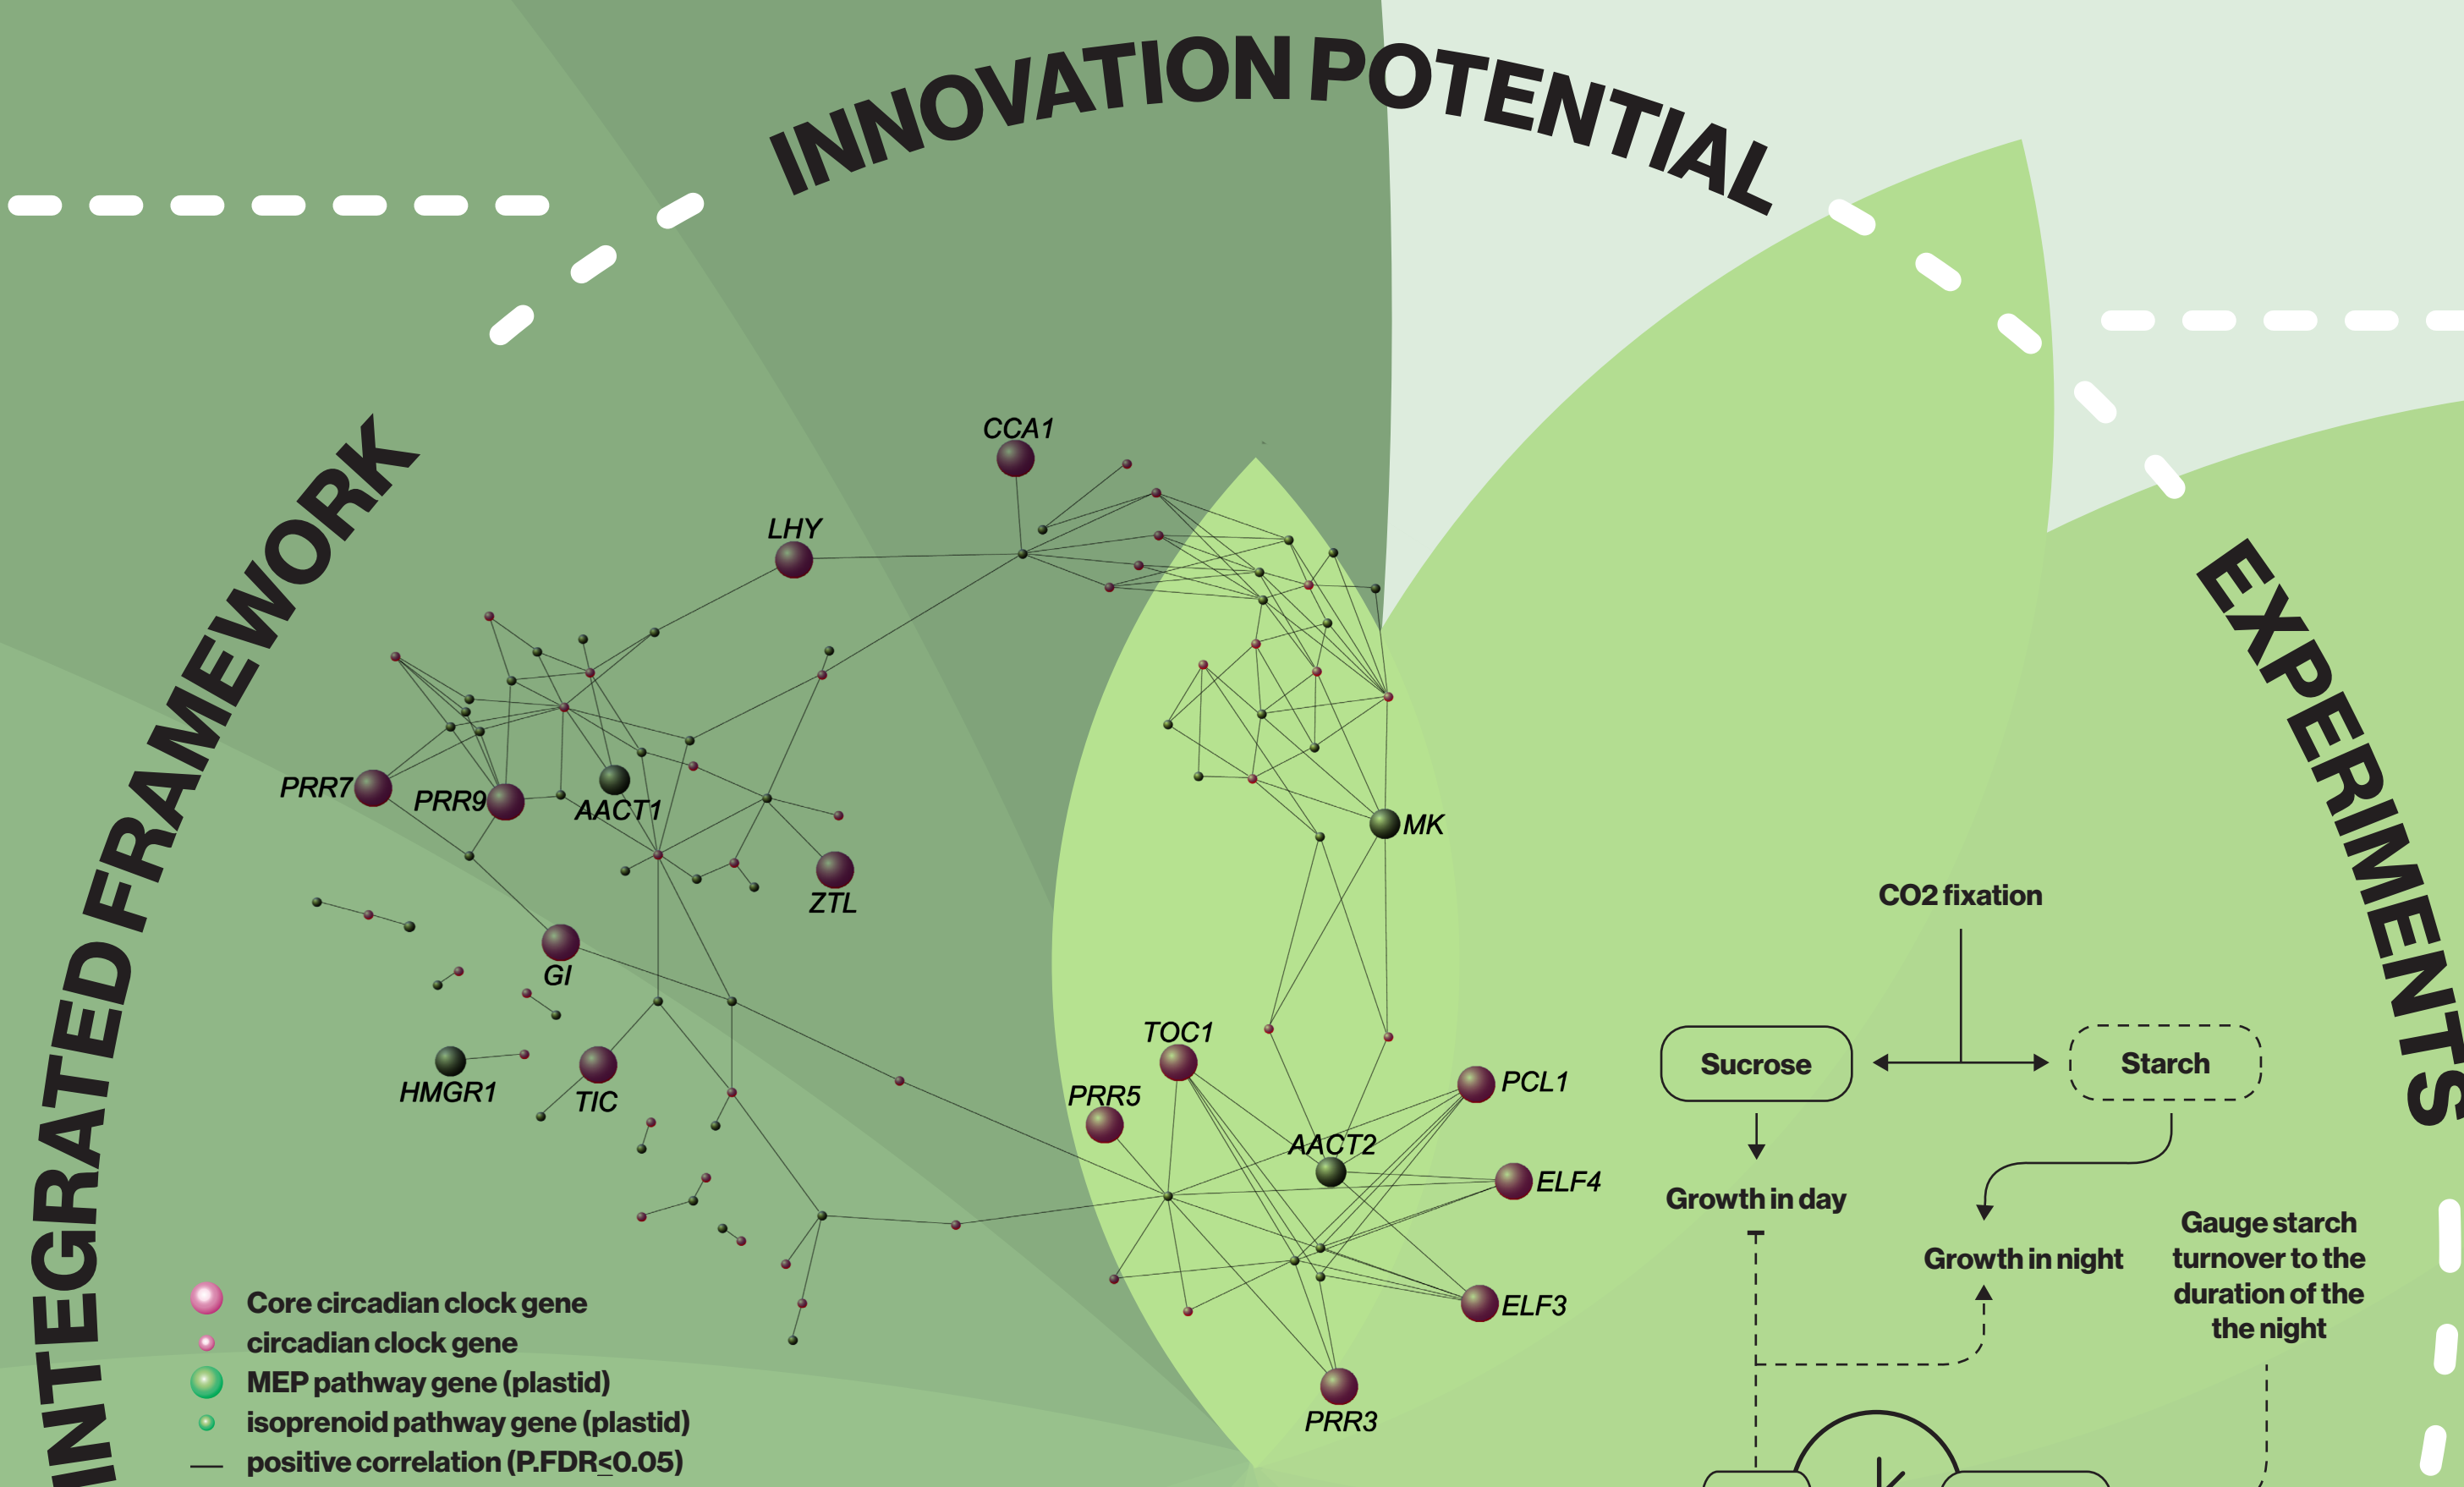 INNOVATION POTENTIAL
INTEGRATED FRAMEWORK
EXPERIMENTS
CCA1
LHY
PRR7
PRR9
AACT1
MK
ZTL
GI
HMGR1
TIC
TOC1
PRR5
PCL1
AACT2
ELF4
ELF3
PRR3
CO2 fixation
Sucrose
Starch
Growth in day
Growth in night
Gauge starch
turnover to the
duration of the
the night
Core circadian clock gene
circadian clock gene
MEP pathway gene (plastid)
isoprenoid pathway gene (plastid)
positive correlation (P.FDR≤0.05)